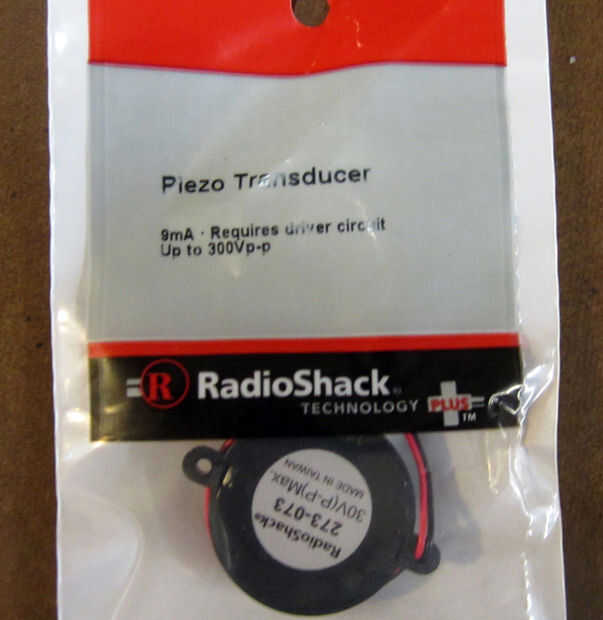 Piezo Transducer
9mA · Requires driver circuit
Up to 300Vp-p
R RadioShack®
TECHNOLOGY PLUS TM
RadioShack®
273-073
30V(P-P)Max.
MADE IN TAIWAN